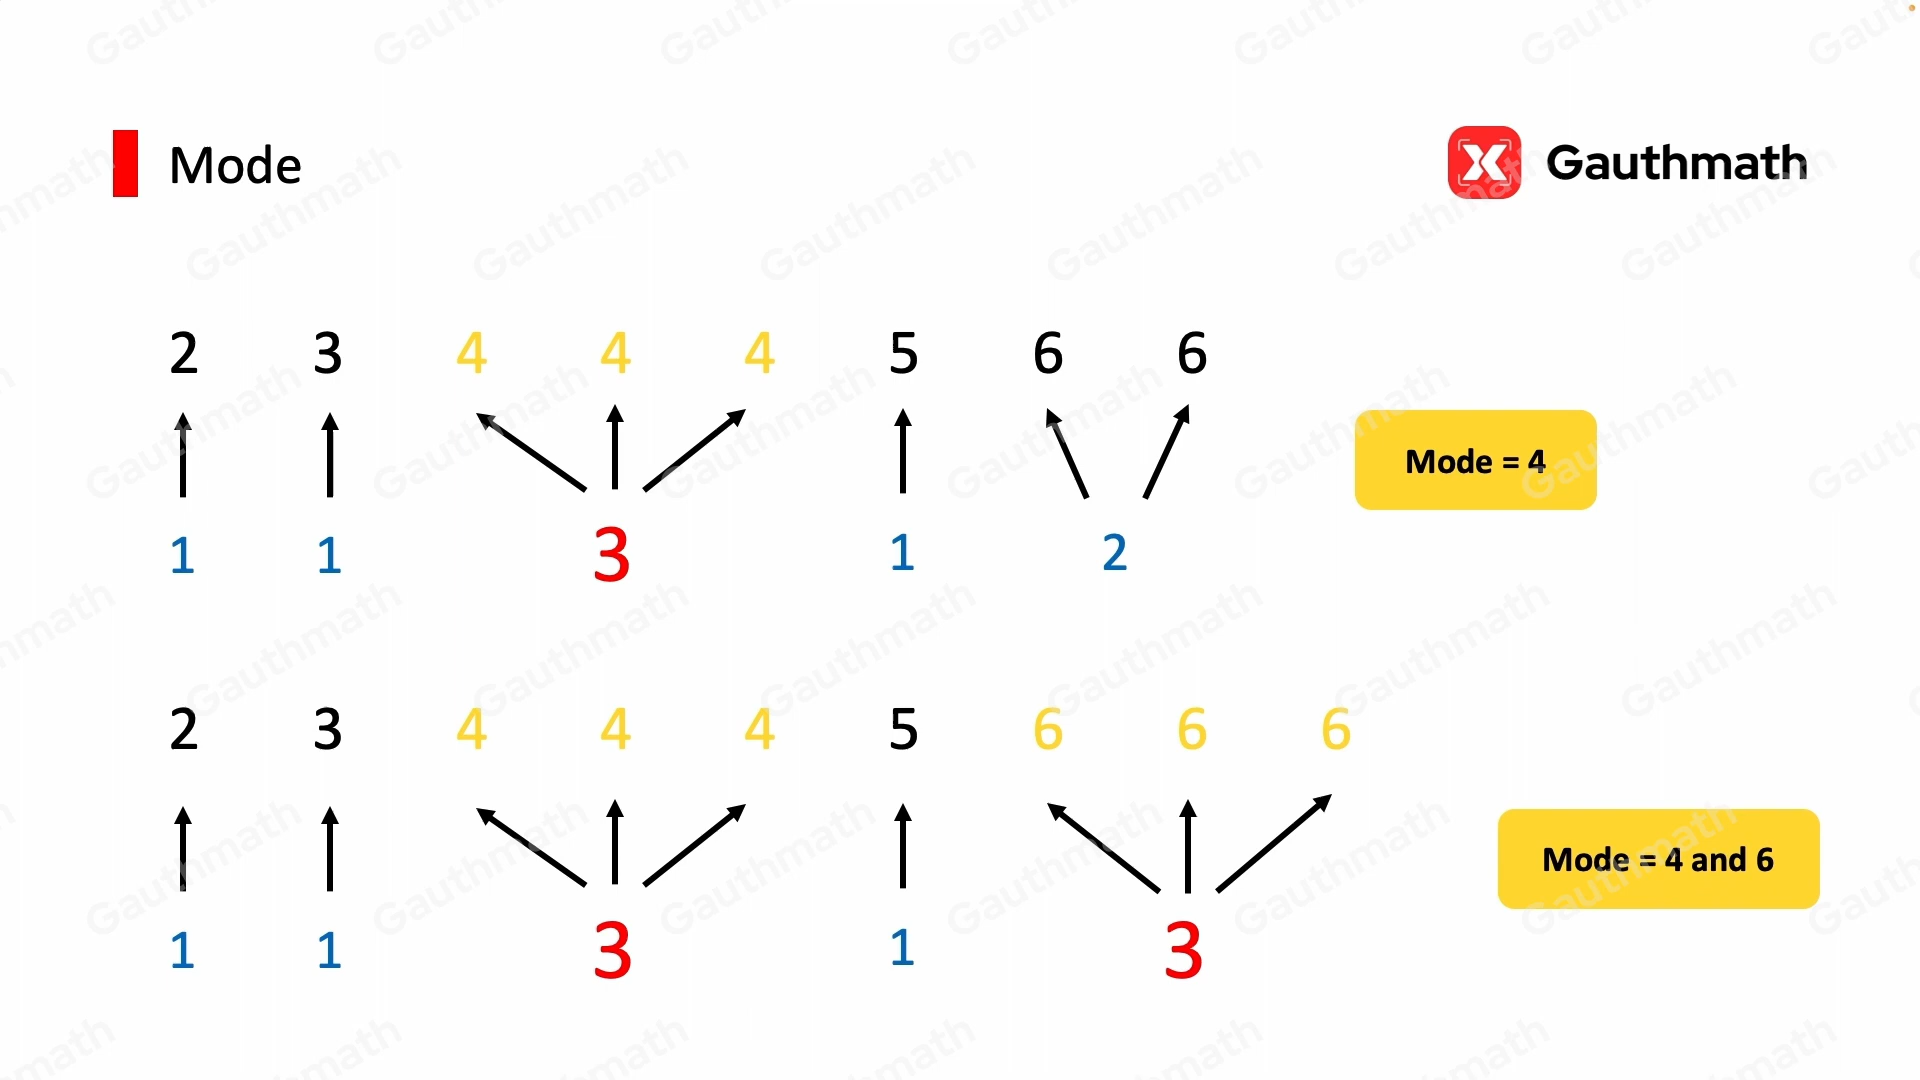 Mode
Gauthmath
2 3 4 4 4 5 6 6
Mode = 4
1 1 3 1 2
2 3 4 4 4 5 6 6 6
Mode = 4 and 6
1 1 3 1 3